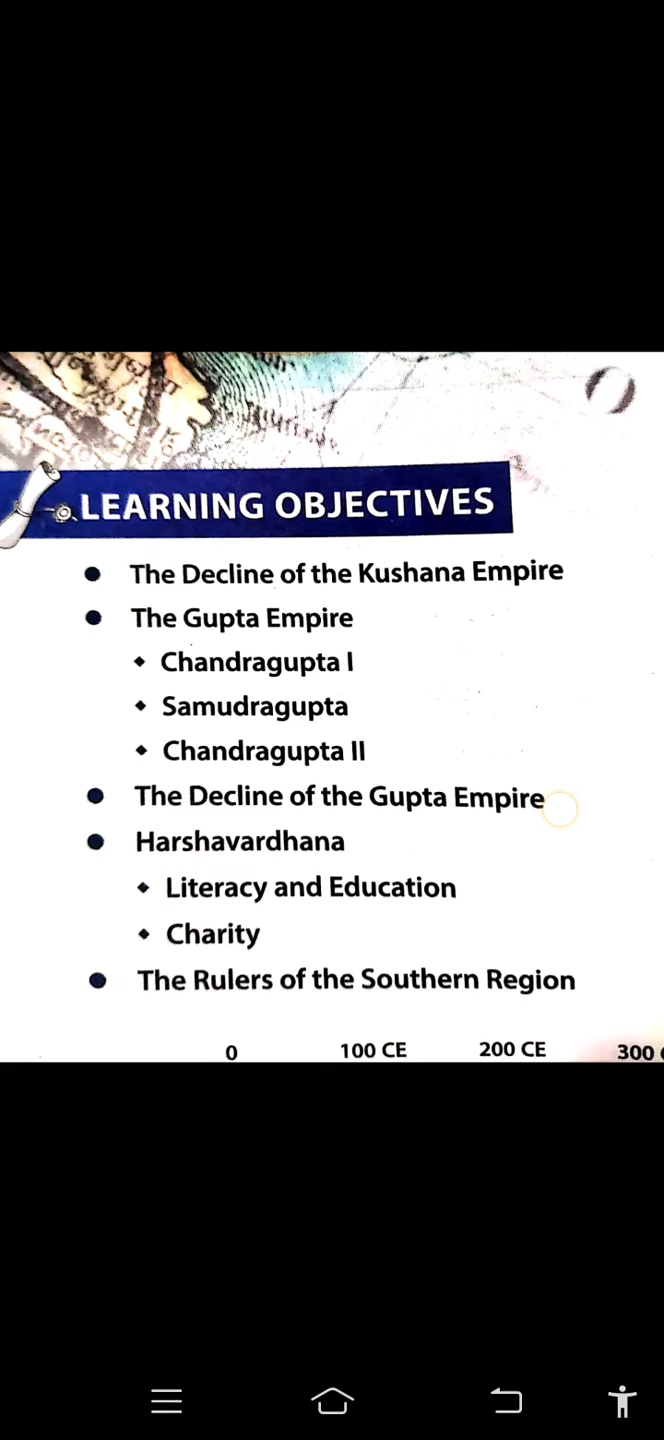 LEARNING OBJECTIVES
● The Decline of the Kushana Empire
● The Gupta Empire
◆ Chandragupta I
◆ Samudragupta
◆ Chandragupta II
● The Decline of the Gupta Empire
● Harshavardhana
◆ Literacy and Education
◆ Charity
● The Rulers of the Southern Region
0 100 CE 200 CE 300